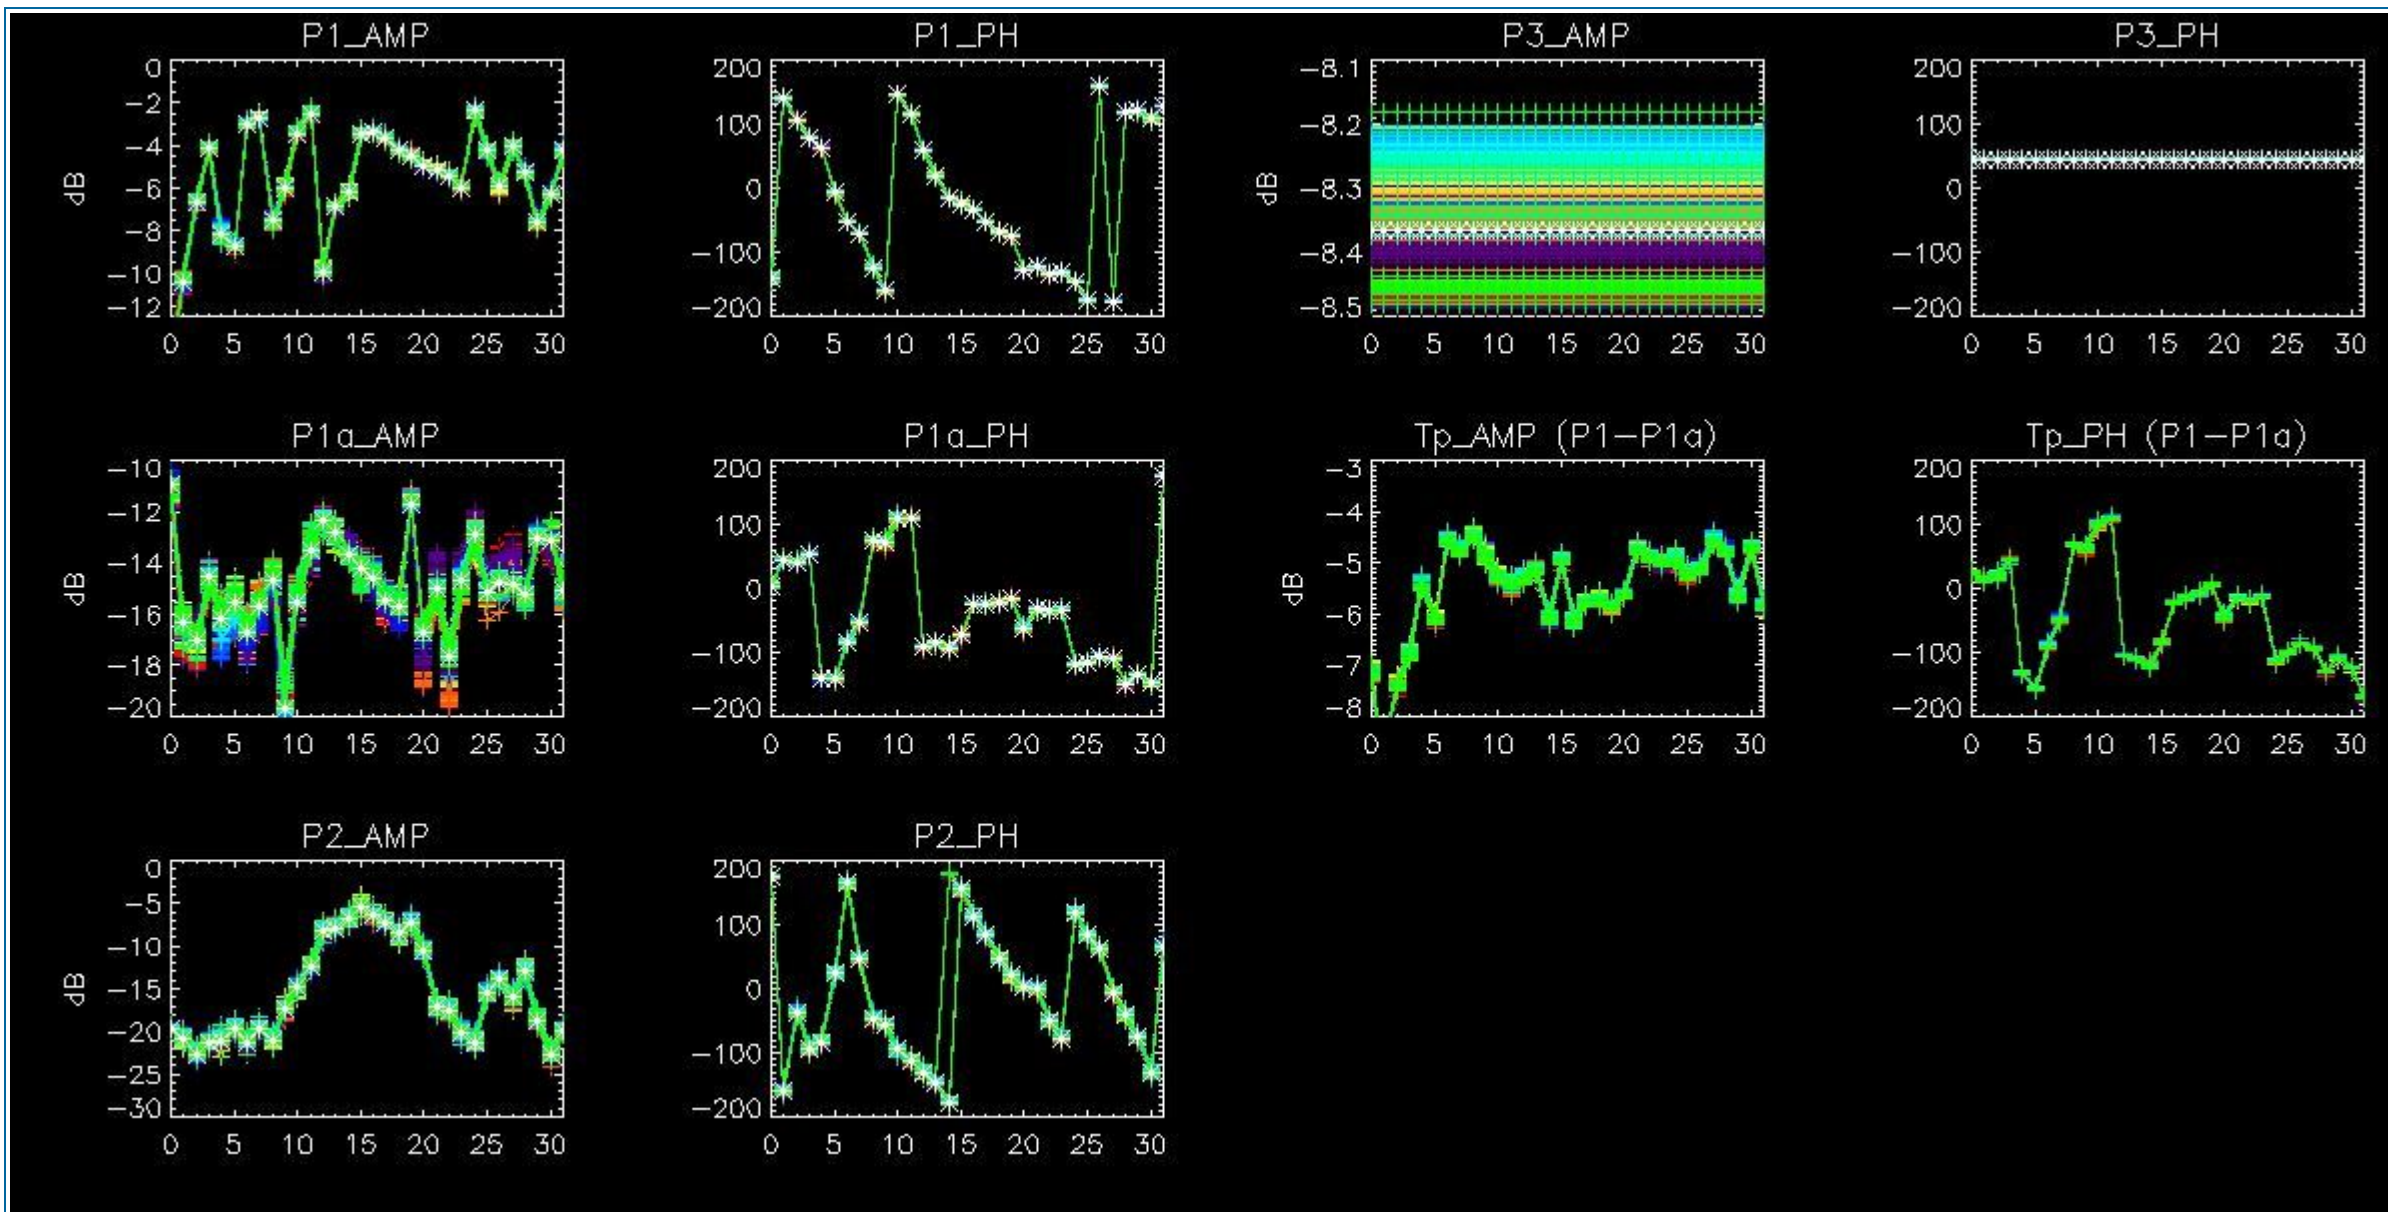 P1_AMP
P1_PH
P3_AMP
P3_PH
0
−2
−4
−6
−8
−10
−12
dB
0 5 10 15 20 25 30
200
100
0
−100
−200
0 5 10 15 20 25 30
−8.1
−8.2
−8.3
−8.4
−8.5
dB
0 5 10 15 20 25 30
200
100
0
−100
−200
0 5 10 15 20 25 30
P1a_AMP
P1a_PH
Tp_AMP (P1−P1a)
Tp_PH (P1−P1a)
−10
−12
−14
−16
−18
−20
dB
0 5 10 15 20 25 30
200
100
0
−100
−200
0 5 10 15 20 25 30
−3
−4
−5
−6
−7
−8
dB
0 5 10 15 20 25 30
200
100
0
−100
−200
0 5 10 15 20 25 30
P2_AMP
P2_PH
0
−5
−10
−15
−20
−25
−30
dB
0 5 10 15 20 25 30
200
100
0
−100
−200
0 5 10 15 20 25 30